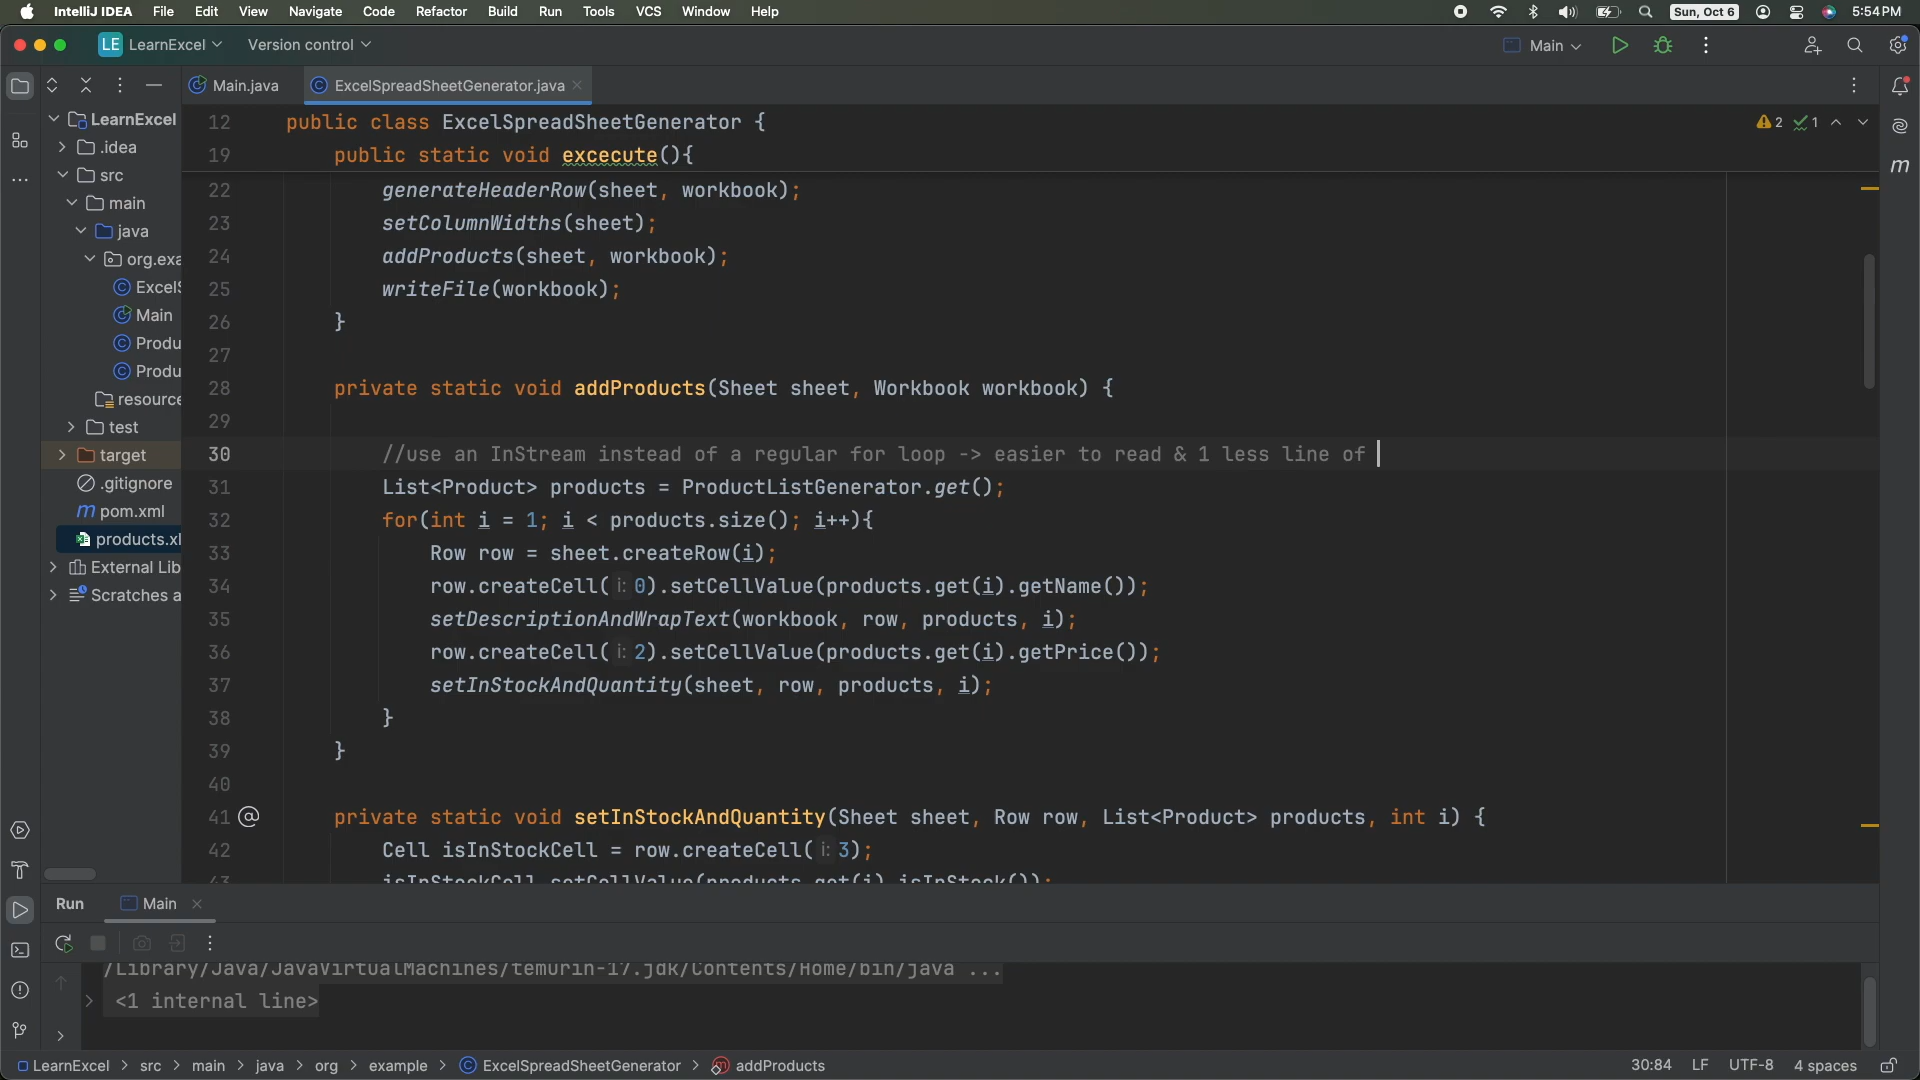 IntelliJ IDEA File Edit View Navigate Code Refactor Build Run Tools VCS Window Help Sun, Oct 6 5:54 PM
LE LearnExcel Version control Main
Main.java ExcelSpreadSheetGenerator.java
LearnExcel
.idea
src
main
java
org.exa
ExcelS
Main
Produ
Produ
resource
test
target
.gitignore
pom.xml
products.xl
External Lib
Scratches a
12 public class ExcelSpreadSheetGenerator { 2 1
19 public static void excecute(){
22 generateHeaderRow(sheet, workbook);
23 setColumnWidths(sheet);
24 addProducts(sheet, workbook);
25 writeFile(workbook);
26 }
27
28 private static void addProducts(Sheet sheet, Workbook workbook) {
29
30 //use an InStream instead of a regular for loop -> easier to read & 1 less line of
31 List<Product> products = ProductListGenerator.get();
32 for(int i = 1; i < products.size(); i++){
33 Row row = sheet.createRow(i);
34 row.createCell( i: 0).setCellValue(products.get(i).getName());
35 setDescriptionAndWrapText(workbook, row, products, i);
36 row.createCell( i: 2).setCellValue(products.get(i).getPrice());
37 setInStockAndQuantity(sheet, row, products, i);
38 }
39 }
40
41 @ private static void setInStockAndQuantity(Sheet sheet, Row row, List<Product> products, int i) {
42 Cell isInStockCell = row.createCell( i: 3);
43 isInStockCell.setCellValue(products.get(i).isInStock());
Run Main
/Library/Java/JavaVirtualMachines/temurin-17.jdk/Contents/Home/bin/java ...
<1 internal line>
LearnExcel > src > main > java > org > example > ExcelSpreadSheetGenerator > addProducts 30:84 LF UTF-8 4 spaces